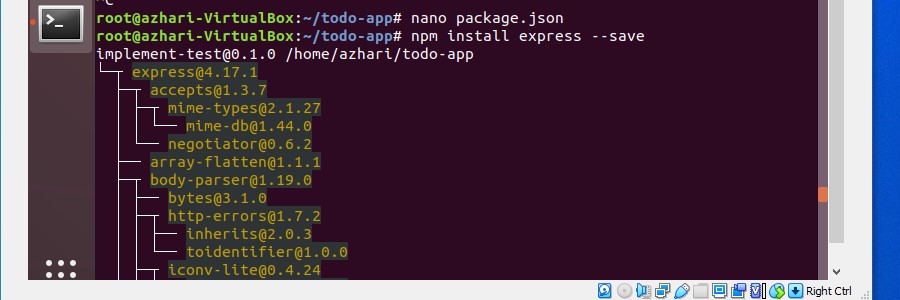 ^C
root@azhari-VirtualBox:~/todo-app# nano package.json
root@azhari-VirtualBox:~/todo-app# npm install express --save
implement-test@0.1.0 /home/azhari/todo-app
express@4.17.1
accepts@1.3.7
mime-types@2.1.27
mime-db@1.44.0
negotiator@0.6.2
array-flatten@1.1.1
body-parser@1.19.0
bytes@3.1.0
http-errors@1.7.2
inherits@2.0.3
toidentifier@1.0.0
iconv-lite@0.4.24
Right Ctrl